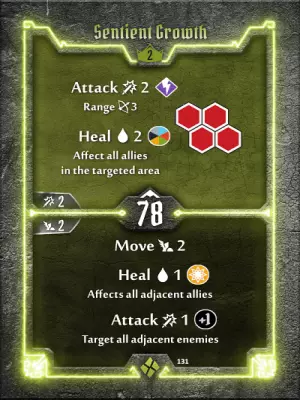 Sentient Growth
2
Attack 2
Range 3
Heal 2
Affect all allies
in the targeted area
2
78
2
Move 2
Heal 1
Affects all adjacent allies
Attack 1 +1
Target all adjacent enemies
131